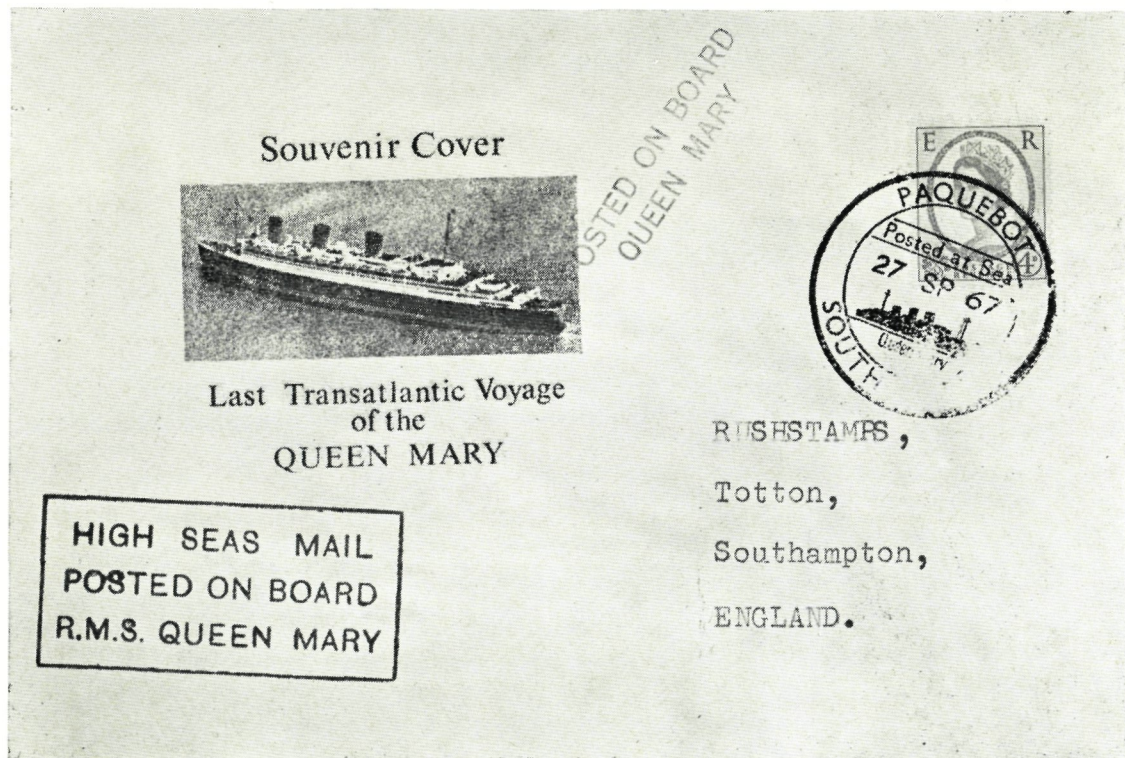 Souvenir Cover
Last Transatlantic Voyage
of the
QUEEN MARY
OSTED ON BOARD
QUEEN MARY
E R
4D
PAQUEBOT
Posted at Sea
27 SP 67
SOUTH
RUSHSTAMPS,
Totton,
Southampton,
ENGLAND.
HIGH SEAS MAIL
POSTED ON BOARD
R.M.S. QUEEN MARY